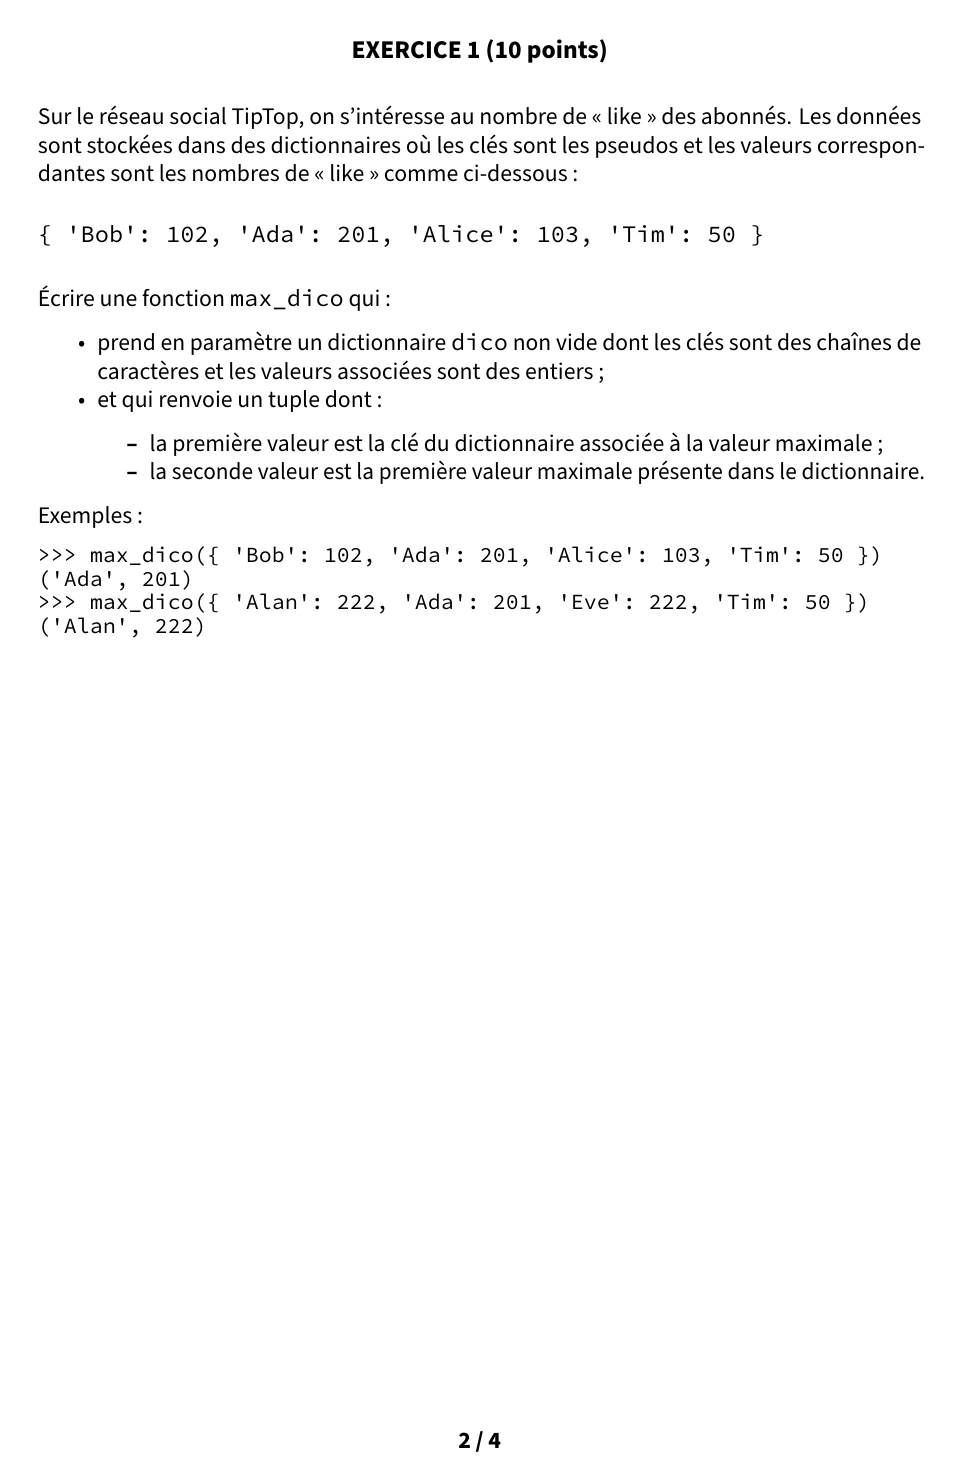 EXERCICE 1 (10 points)
Sur le réseau social TipTop, on s’intéresse au nombre de « like » des abonnés. Les données
sont stockées dans des dictionnaires où les clés sont les pseudos et les valeurs correspon-
dantes sont les nombres de « like » comme ci-dessous :
{ 'Bob': 102, 'Ada': 201, 'Alice': 103, 'Tim': 50 }
Écrire une fonction max_dico qui :
• prend en paramètre un dictionnaire dico non vide dont les clés sont des chaînes de
caractères et les valeurs associées sont des entiers ;
• et qui renvoie un tuple dont :
– la première valeur est la clé du dictionnaire associée à la valeur maximale ;
– la seconde valeur est la première valeur maximale présente dans le dictionnaire.
Exemples :
>>> max_dico({ 'Bob': 102, 'Ada': 201, 'Alice': 103, 'Tim': 50 })
('Ada', 201)
>>> max_dico({ 'Alan': 222, 'Ada': 201, 'Eve': 222, 'Tim': 50 })
('Alan', 222)
2 / 4